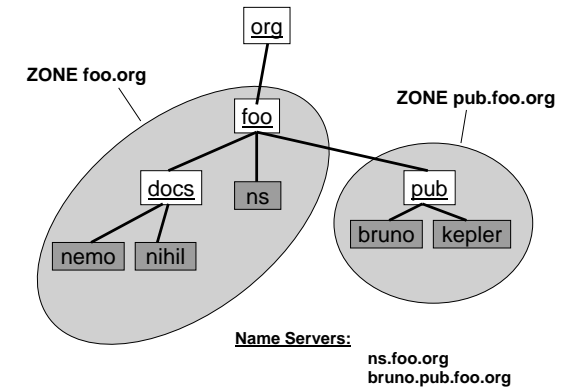 org
ZONE foo.org
ZONE pub.foo.org
foo
docs
ns
pub
bruno
kepler
nemo
nihil
Name Servers:
ns.foo.org
bruno.pub.foo.org